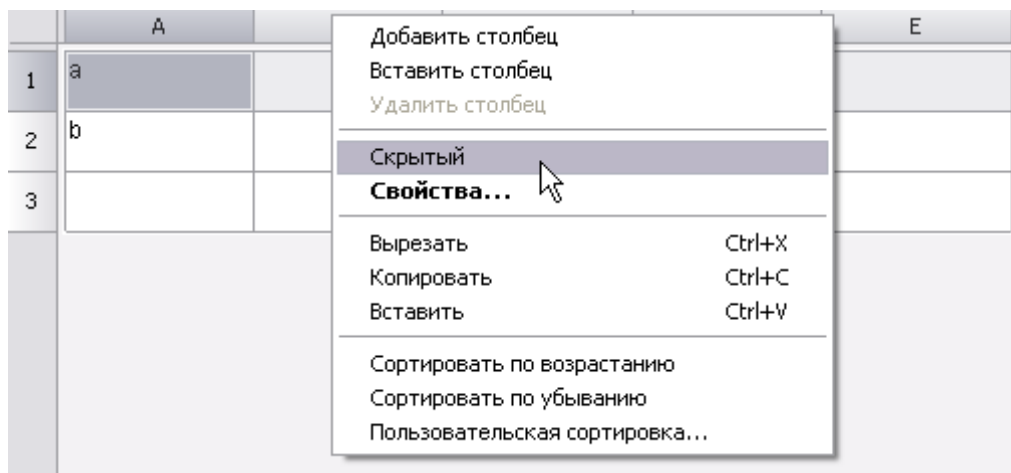 A E
1 a
2 b
3
Добавить столбец
Вставить столбец
Удалить столбец
Скрытый
Свойства...
Вырезать Ctrl+X
Копировать Ctrl+C
Вставить Ctrl+V
Сортировать по возрастанию
Сортировать по убыванию
Пользовательская сортировка...